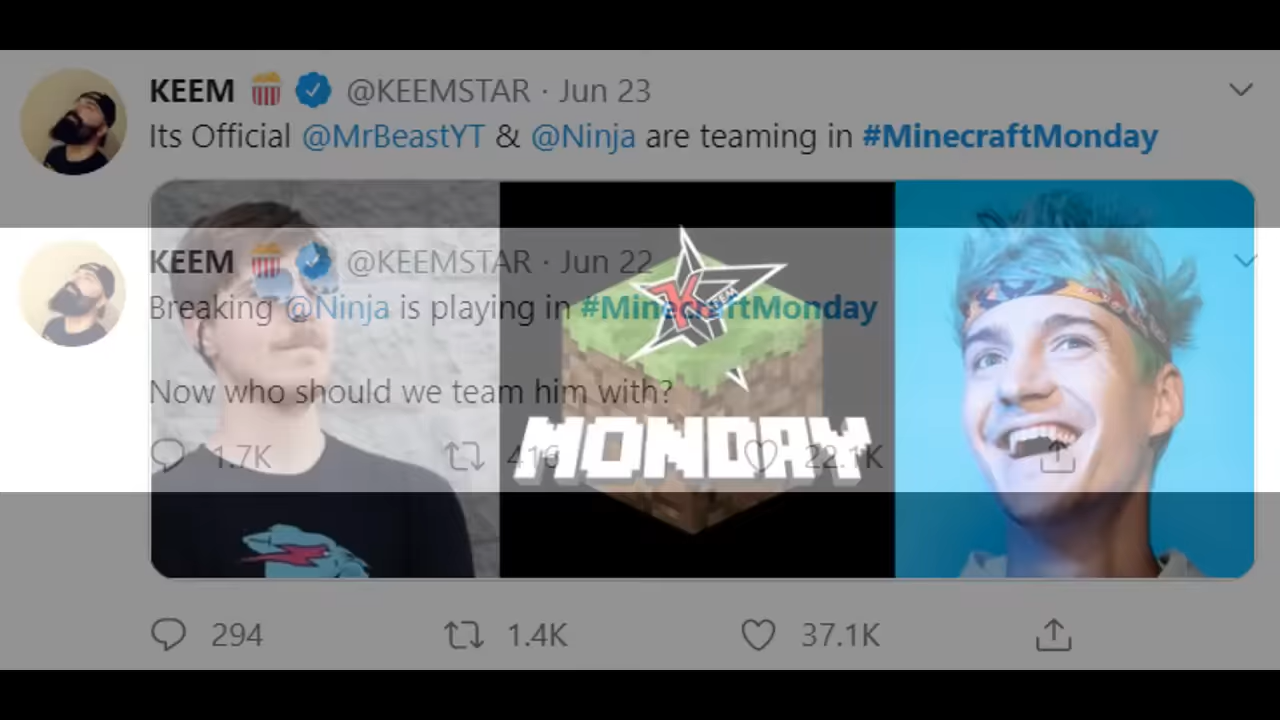 KEEM 🍿 @KEEMSTAR · Jun 23
Its Official @MrBeastYT & @Ninja are teaming in #MinecraftMonday
KEEM 🍿 @KEEMSTAR · Jun 22
Breaking @Ninja is playing in #MinecraftMonday
Now who should we team him with?
K KEEM
MONDAY
1.7K 416 22.1K
294 1.4K 37.1K